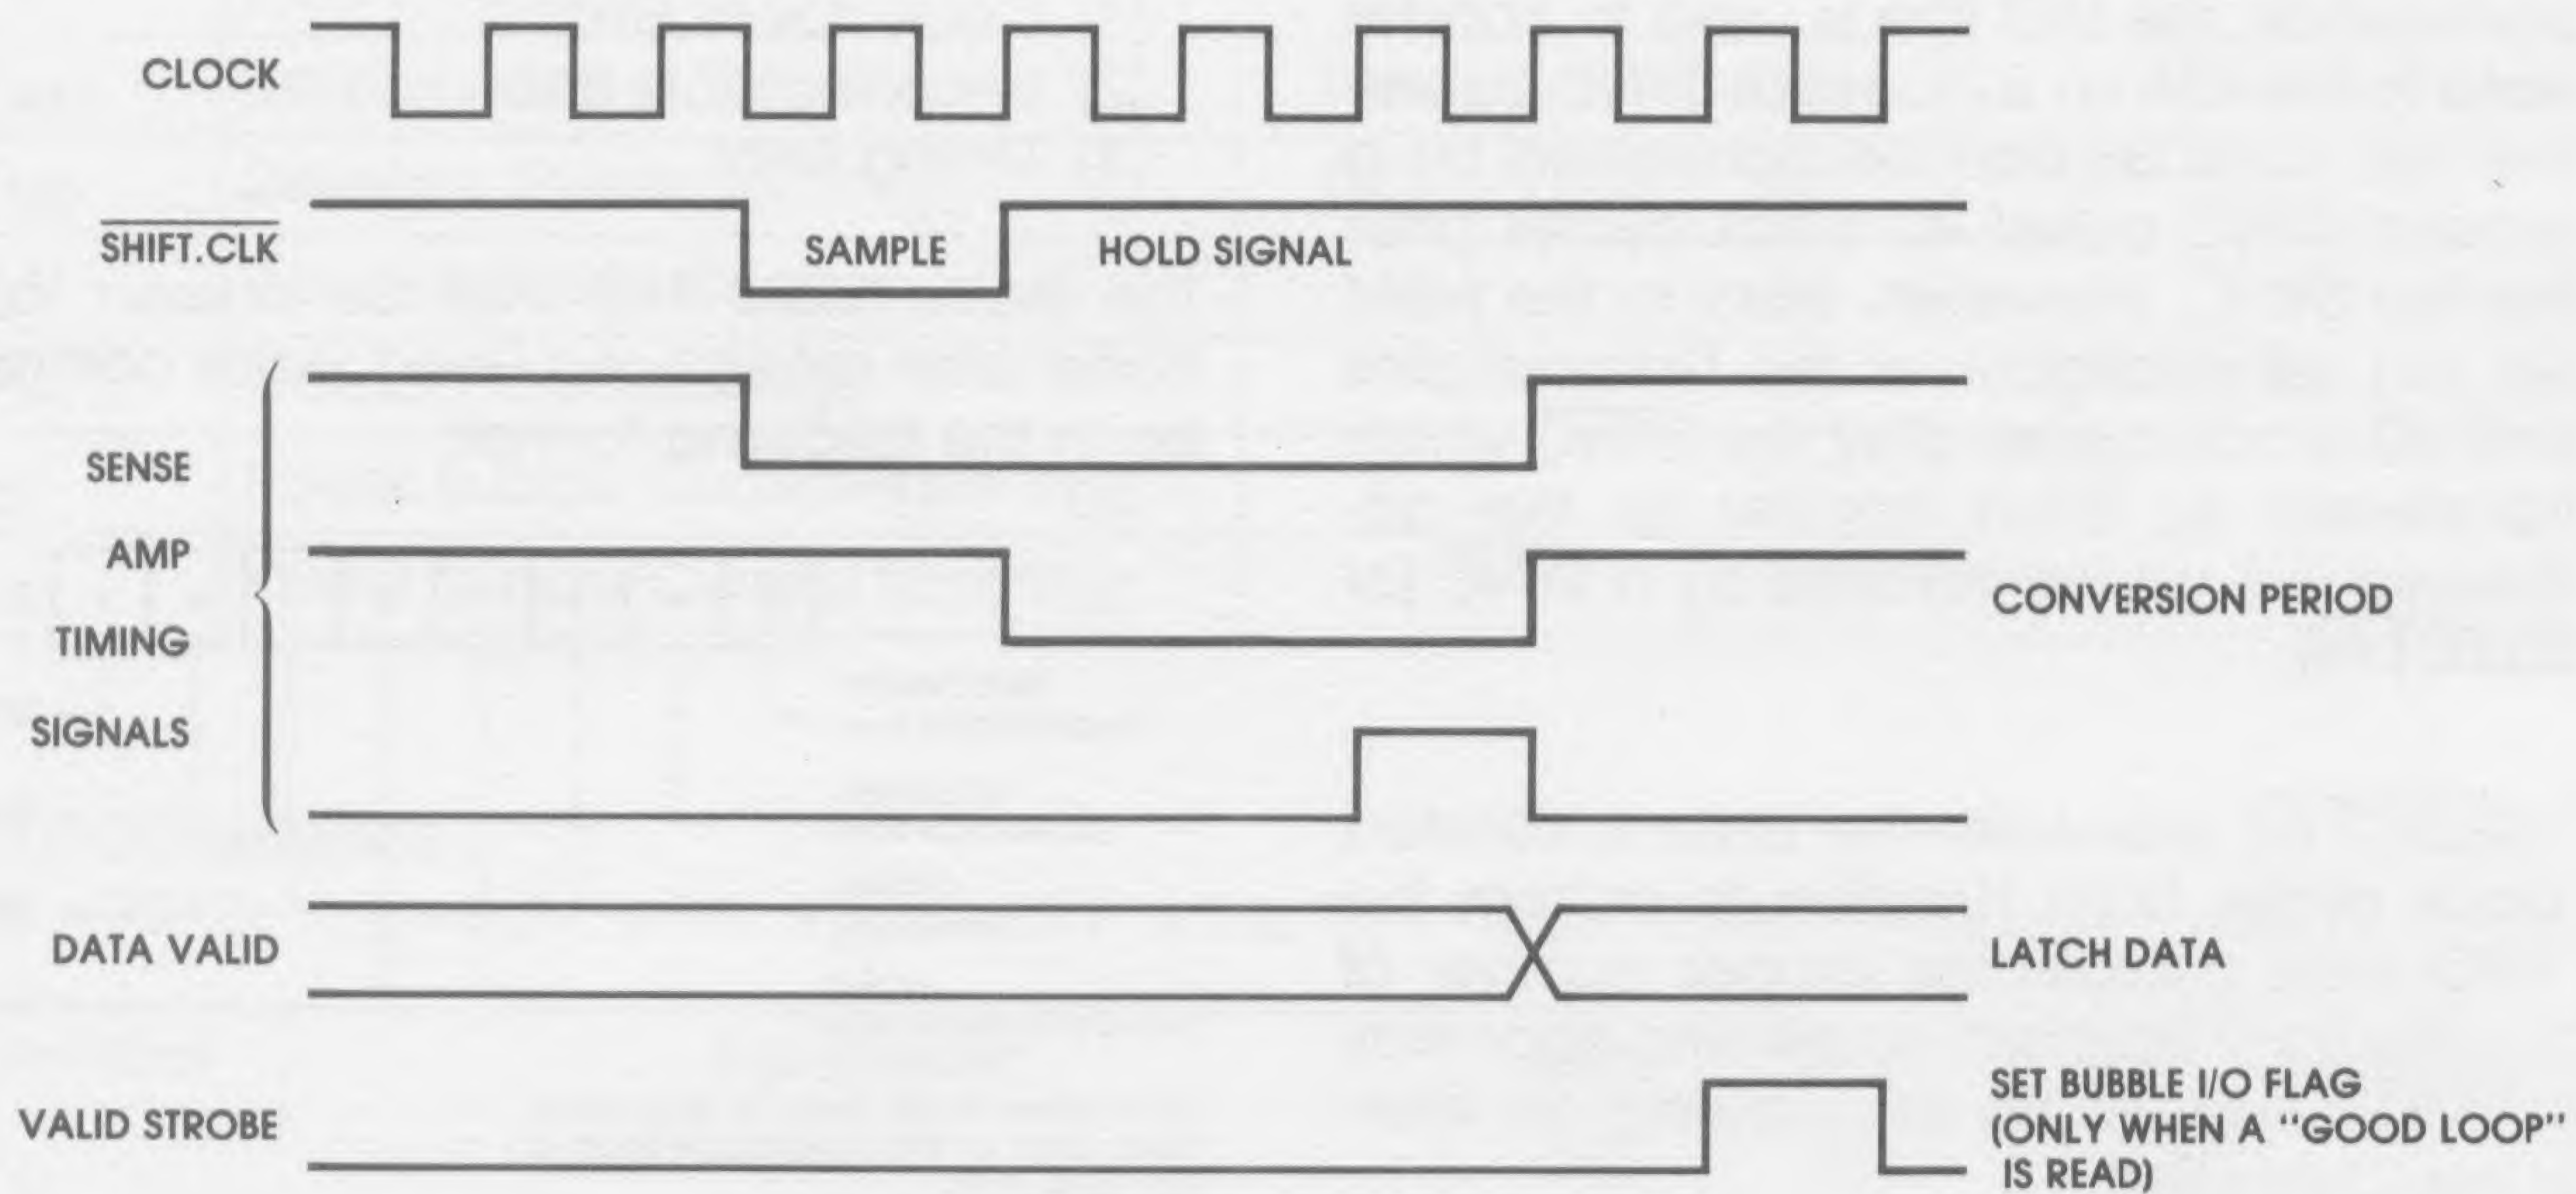 CLOCK
SHIFT.CLK
SAMPLE
HOLD SIGNAL
SENSE
AMP
TIMING
SIGNALS
CONVERSION PERIOD
DATA VALID
LATCH DATA
VALID STROBE
SET BUBBLE I/O FLAG
(ONLY WHEN A "GOOD LOOP"
IS READ)